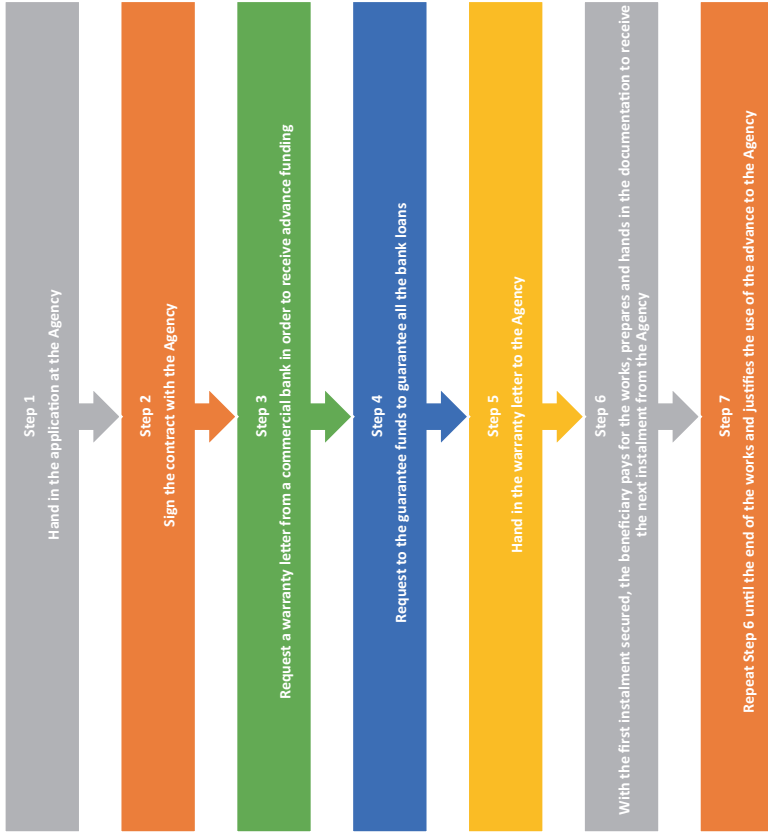 Step 1
Hand in the application at the Agency
Step 2
Sign the contract with the Agency
Step 3
Request a warranty letter from a commercial bank in order to receive advance funding
Step 4
Request to the guarantee funds to guarantee all the bank loans
Step 5
Hand in the warranty letter to the Agency
Step 6
With the first instalment secured, the beneficiary pays for the works, prepares and hands in the documentation to receive
the next instalment from the Agency
Step 7
Repeat Step 6 until the end of the works and justifies the use of the advance to the Agency